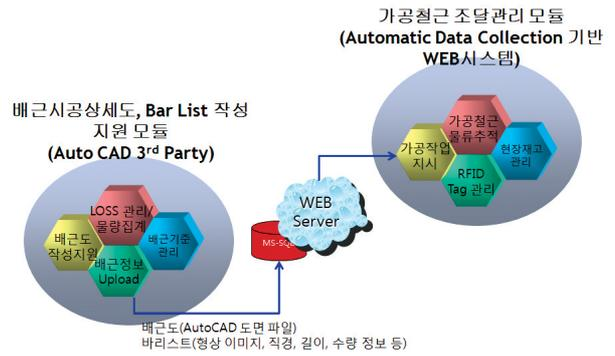 가공철근 조달관리 모듈
(Automatic Data Collection 기반
WEB시스템)
배근시공상세도, Bar List 작성
지원 모듈
(Auto CAD 3rd Party)
가공철근
물류추적
가공작업
지시
현장재고
관리
RFID
Tag 관리
WEB
Server
MS-SQL
LOSS 관리/
물량집계
배근도
작성지원
배근기준
관리
배근정보
Upload
배근도(AutoCAD 도면 파일)
바리스트(형상 이미지, 직경, 길이, 수량 정보 등)